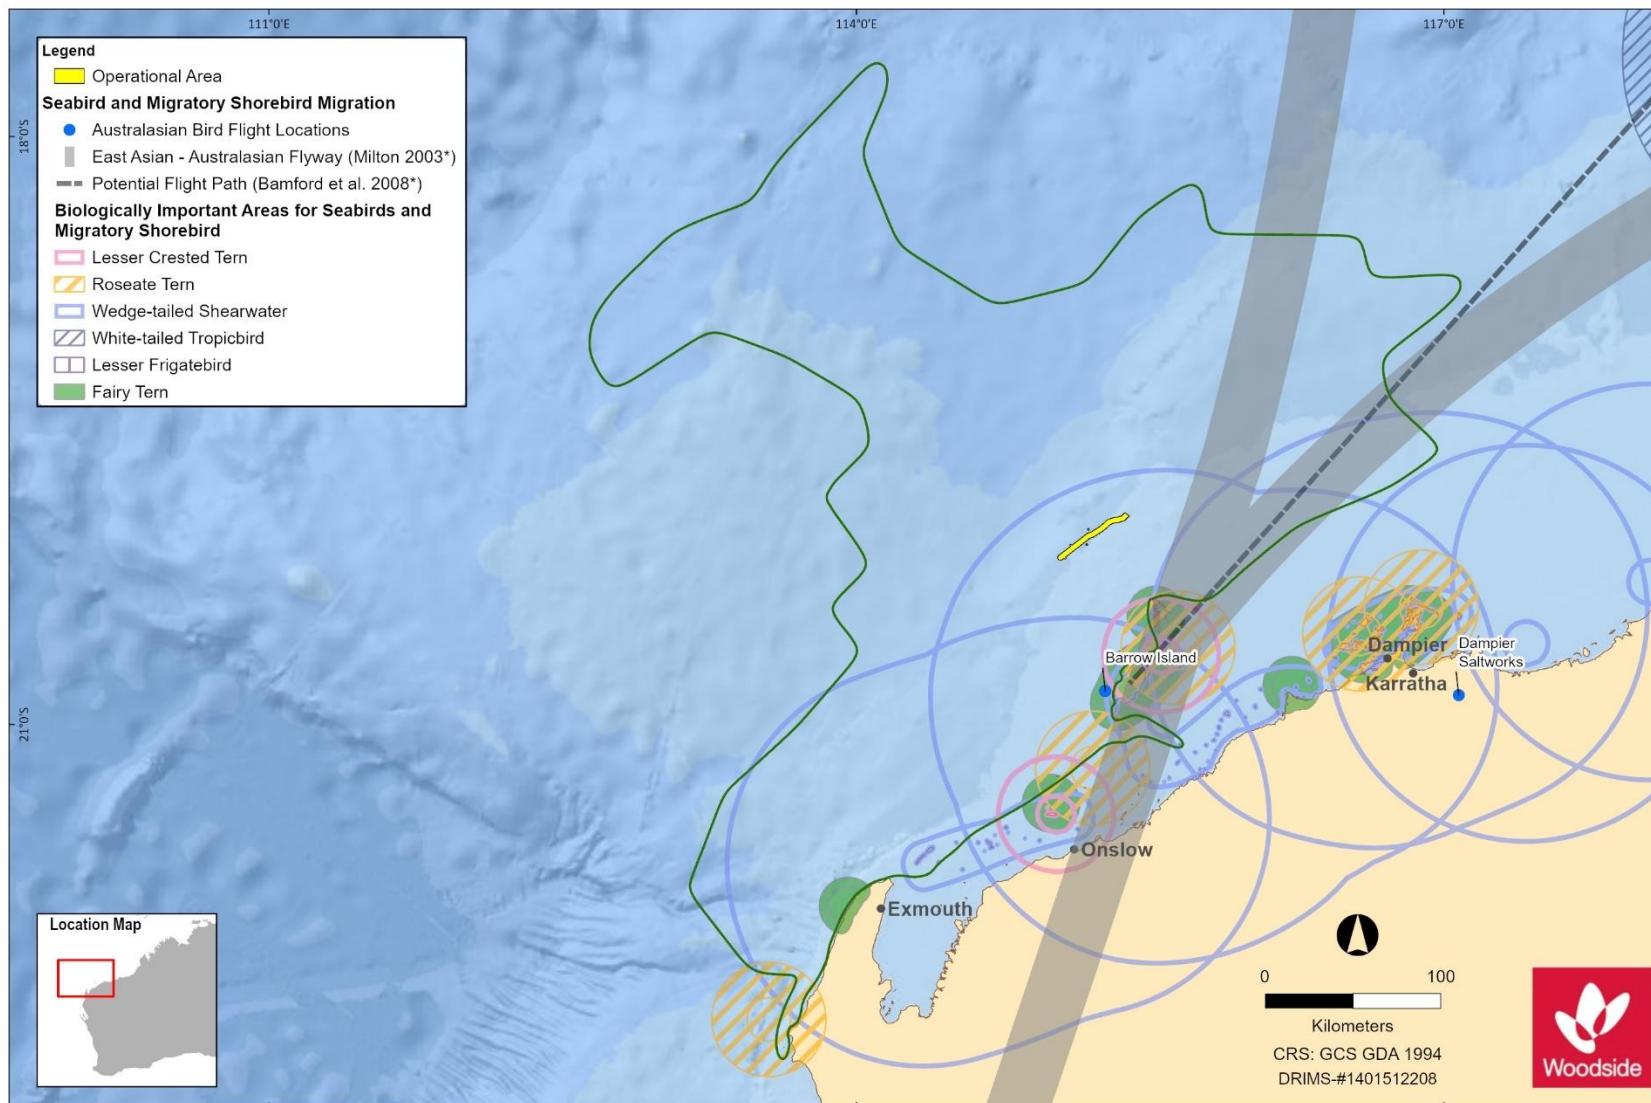 111°0'E
114°0'E
117°0'E
18°0'S
21°0'S
Legend
Operational Area
Seabird and Migratory Shorebird Migration
Australasian Bird Flight Locations
East Asian - Australasian Flyway (Milton 2003*)
Potential Flight Path (Bamford et al. 2008*)
Biologically Important Areas for Seabirds and
Migratory Shorebird
Lesser Crested Tern
Roseate Tern
Wedge-tailed Shearwater
White-tailed Tropicbird
Lesser Frigatebird
Fairy Tern
Barrow Island
Dampier
Dampier
Saltworks
Karratha
Onslow
Exmouth
Location Map
0
100
Kilometers
CRS: GCS GDA 1994
DRIMS-#1401512208
Woodside